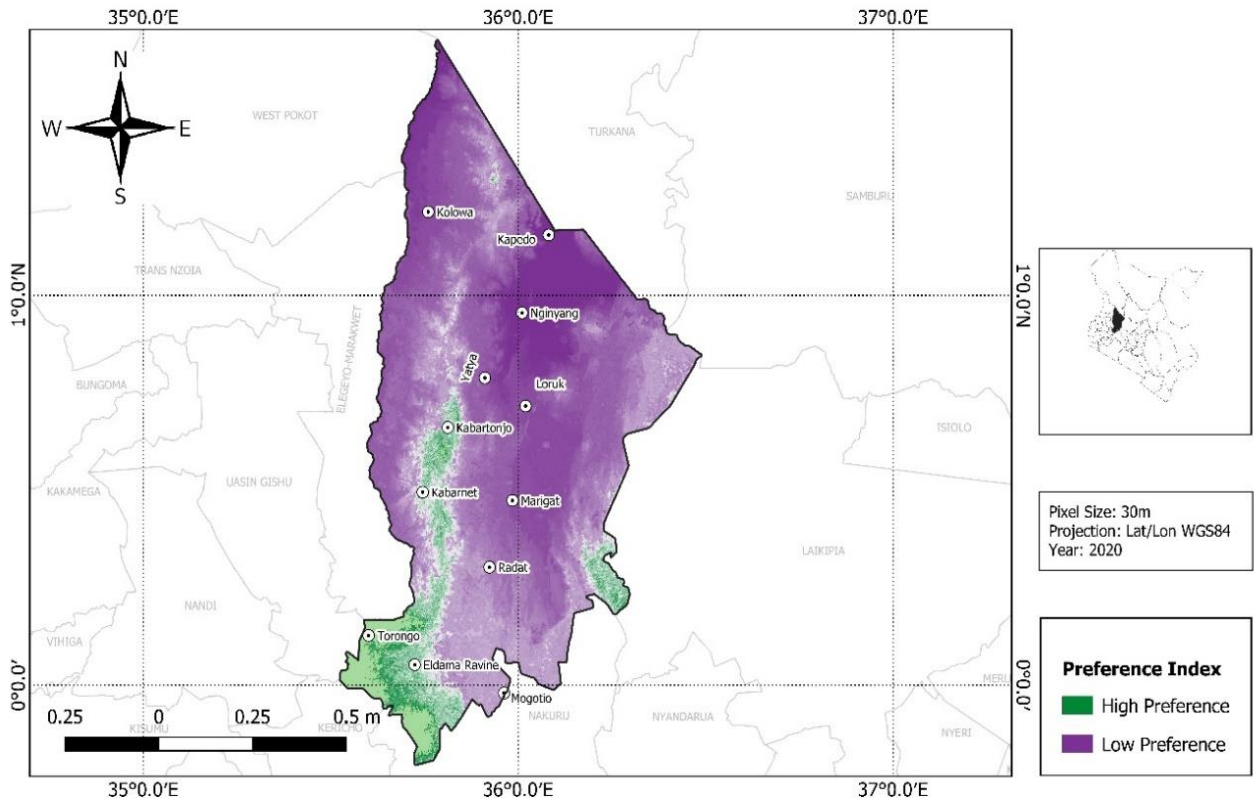 35°0.0′E 36°0.0′E 37°0.0′E
N
W E
S
WEST POKOT
TURKANA
SAMBURU
Kolowa
Kapedo
TRANS NZOIA
1°0.0′N
1°0.0′N
Nginyang
ELEGEYO-MARAKWET
Yatya
Loruk
BUNGOMA
Kabartonjo
ISIOLO
UASIN GISHU
KAKAMEGA
Kabarnet
Marigat
Pixel Size: 30m
Projection: Lat/Lon WGS84
Year: 2020
LAIKIPIA
Radat
NANDI
VIHIGA
Torongo
Eldama Ravine
0°0.0′
0°0.0′
Mogotio
MERU
Preference Index
High Preference
Low Preference
0.25 0 0.25 0.5 m
KISUMU
KERICHO
NAKURU
NYANDARUA
NYERI
35°0.0′E 36°0.0′E 37°0.0′E